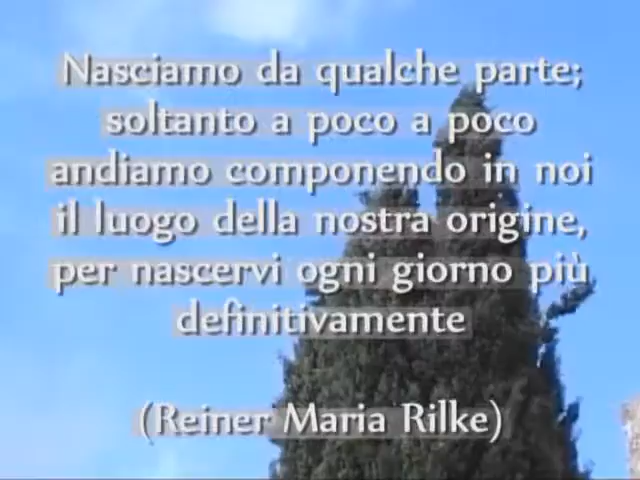 Nasciamo da qualche parte;
soltanto a poco a poco
andiamo componendo in noi
il luogo della nostra origine,
per nascervi ogni giorno più
definitivamente
(Reiner Maria Rilke)